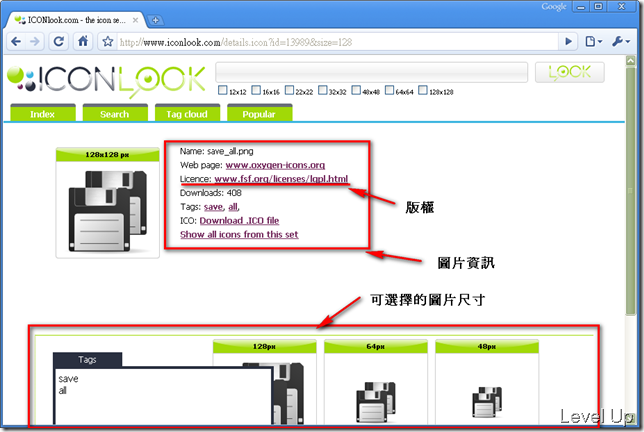 Google
ICONlook.com - the icon se...
http://www.iconlook.com/details.icon?id=13989&size=128
ICONLOOK
LOOK
12x12 16x16 22x22 32x32 48x48 64x64 128x128
Index Search Tag cloud Popular
128x128 px
Name: save_all.png
Web page: www.oxygen-icons.org
Licence: www.fsf.org/licenses/lgpl.html
Downloads: 408
Tags: save, all,
ICO: Download .ICO file
Show all icons from this set
版權
圖片資訊
可選擇的圖片尺寸
Tags
save
all
128px 64px 48px
Level Up